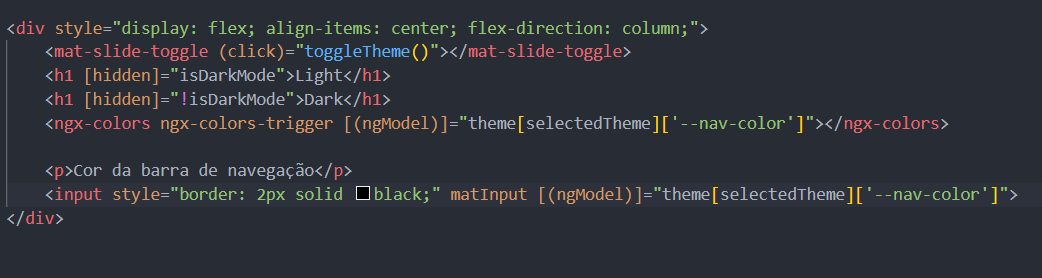 <div style="display: flex; align-items: center; flex-direction: column;">
<mat-slide-toggle (click)="toggleTheme()"></mat-slide-toggle>
<h1 [hidden]="isDarkMode">Light</h1>
<h1 [hidden]="!isDarkMode">Dark</h1>
<ngx-colors ngx-colors-trigger [(ngModel)]="theme[selectedTheme]['--nav-color']"></ngx-colors>
<p>Cor da barra de navegação</p>
<input style="border: 2px solid black;" matInput [(ngModel)]="theme[selectedTheme]['--nav-color']">
</div>